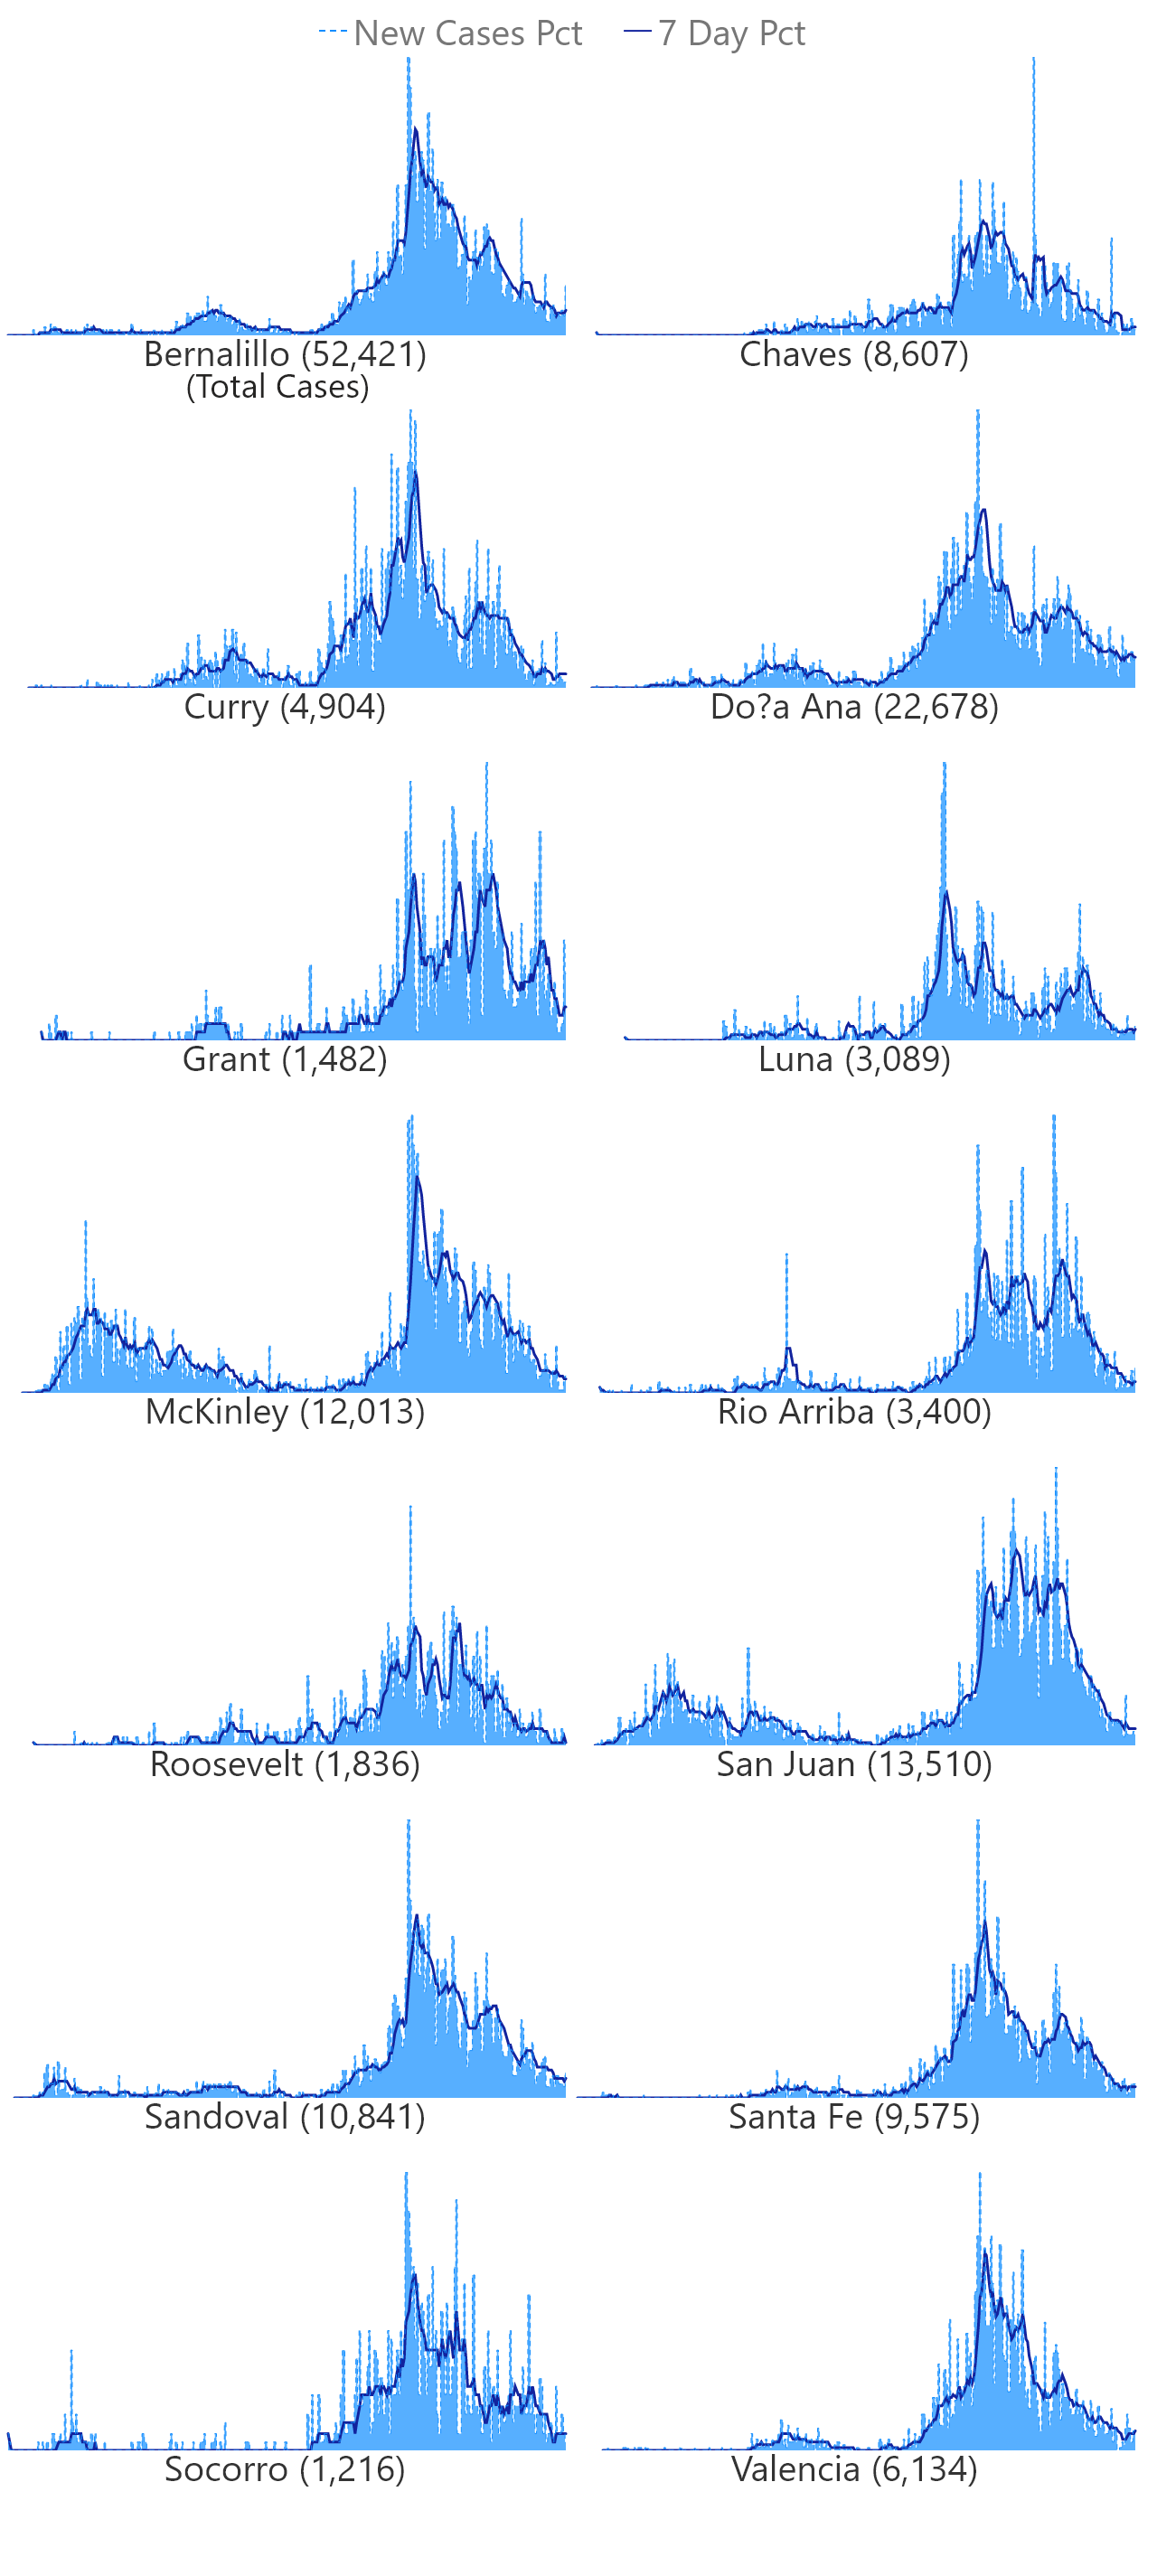 New Cases Pct 7 Day Pct
Bernalillo (52,421)
(Total Cases)
Chaves (8,607)
Curry (4,904)
Do?a Ana (22,678)
Grant (1,482)
Luna (3,089)
McKinley (12,013)
Rio Arriba (3,400)
Roosevelt (1,836)
San Juan (13,510)
Sandoval (10,841)
Santa Fe (9,575)
Socorro (1,216)
Valencia (6,134)